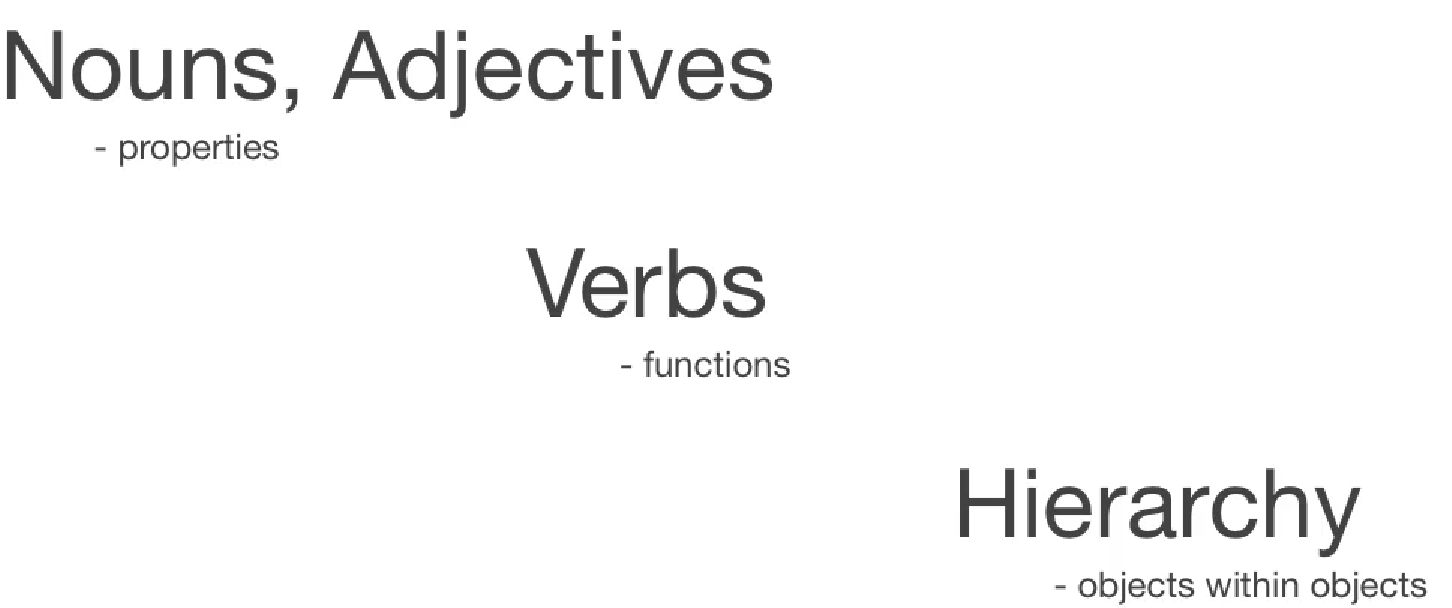 Nouns, Adjectives
- properties
Verbs
- functions
Hierarchy
- objects within objects